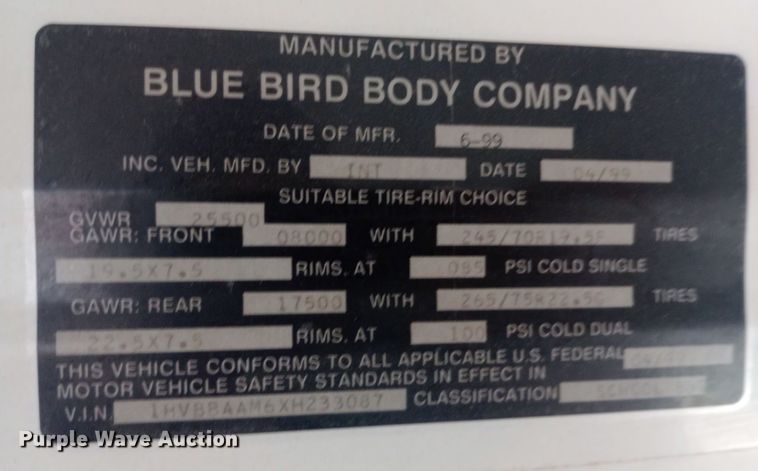 MANUFACTURED BY
BLUE BIRD BODY COMPANY
DATE OF MFR. 6-99
INC. VEH. MFD. BY INT DATE 04/99
SUITABLE TIRE-RIM CHOICE
GVWR 25500
GAWR: FRONT 08000 WITH 245/70R19.5F TIRES
19.5X7.5 RIMS. AT 095 PSI COLD SINGLE
GAWR: REAR 17500 WITH 265/75R22.5G TIRES
22.5X7.5 RIMS. AT 100 PSI COLD DUAL
THIS VEHICLE CONFORMS TO ALL APPLICABLE U.S. FEDERAL 04/99
MOTOR VEHICLE SAFETY STANDARDS IN EFFECT IN
V.I.N. 1HVBBAAM6XH233087 CLASSIFICATION SCHOOL
Purple Wave Auction